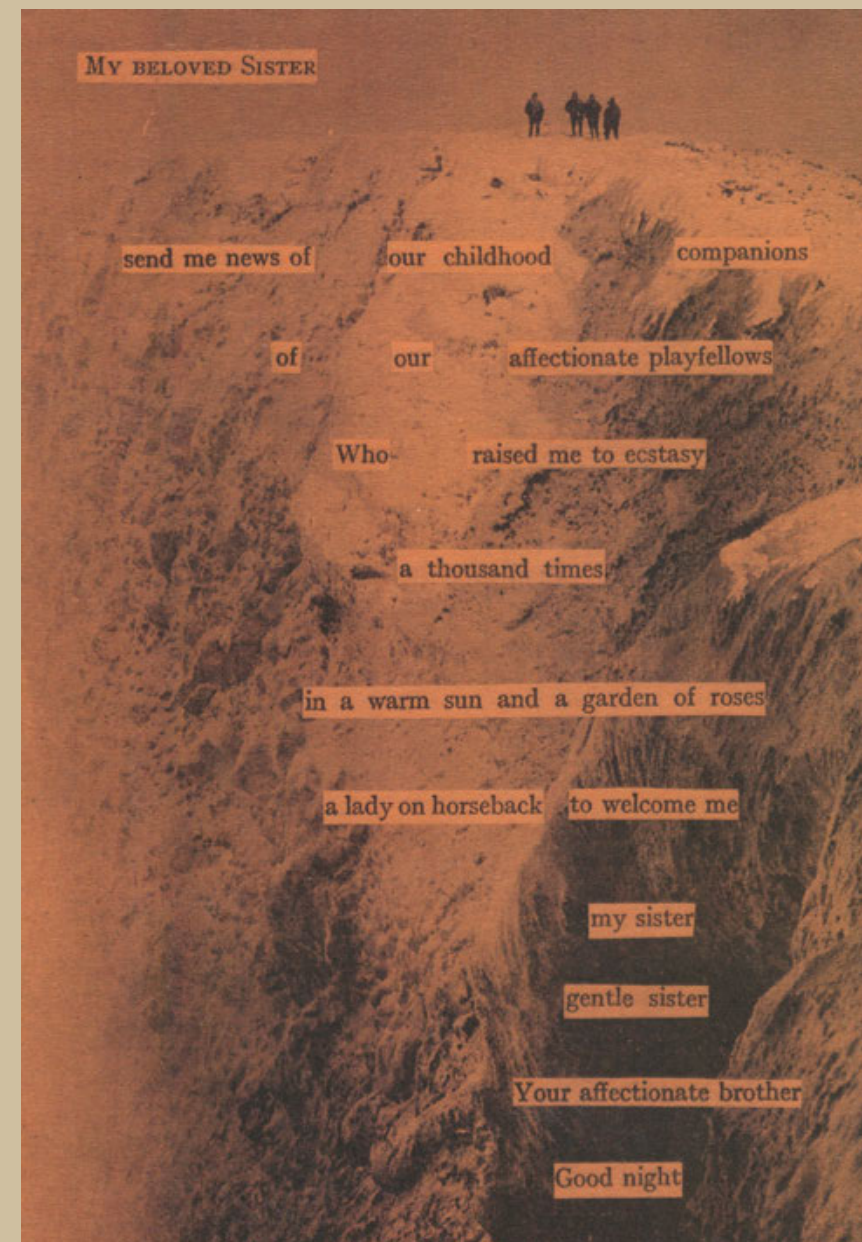 MY BELOVED SISTER
send me news of our childhood companions
of our affectionate playfellows
Who raised me to ecstasy
a thousand times
in a warm sun and a garden of roses
a lady on horseback to welcome me
my sister
gentle sister
Your affectionate brother
Good night